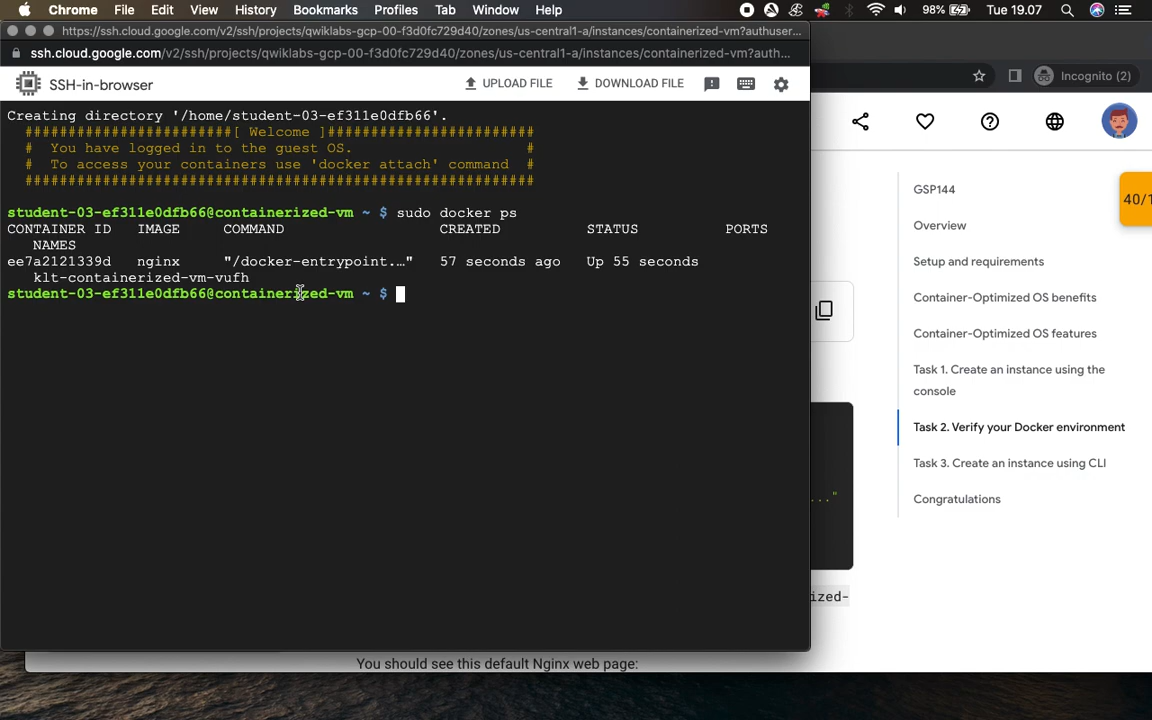 Chrome File Edit View History Bookmarks Profiles Tab Window Help 98% Tue 19.07
https://ssh.cloud.google.com/v2/ssh/projects/qwiklabs-gcp-00-f3d0fc729d40/zones/us-central1-a/instances/containerized-vm?authuser...
ssh.cloud.google.com/v2/ssh/projects/qwiklabs-gcp-00-f3d0fc729d40/zones/us-central1-a/instances/containerized-vm?auth...
Incognito (2)
SSH-in-browser UPLOAD FILE DOWNLOAD FILE
Creating directory '/home/student-03-ef311e0dfb66'.
########################[ Welcome ]########################
# You have logged in to the guest OS. #
# To access your containers use 'docker attach' command #
###########################################################
student-03-ef311e0dfb66@containerized-vm ~ $ sudo docker ps
CONTAINER ID IMAGE COMMAND CREATED STATUS PORTS
NAMES
ee7a2121339d nginx "/docker-entrypoint.…" 57 seconds ago Up 55 seconds
klt-containerized-vm-vufh
student-03-ef311e0dfb66@containerized-vm ~ $
GSP144
40/1
Overview
Setup and requirements
Container-Optimized OS benefits
Container-Optimized OS features
Task 1. Create an instance using the
console
Task 2. Verify your Docker environment
Task 3. Create an instance using CLI
Congratulations
..."
ized-
You should see this default Nginx web page: